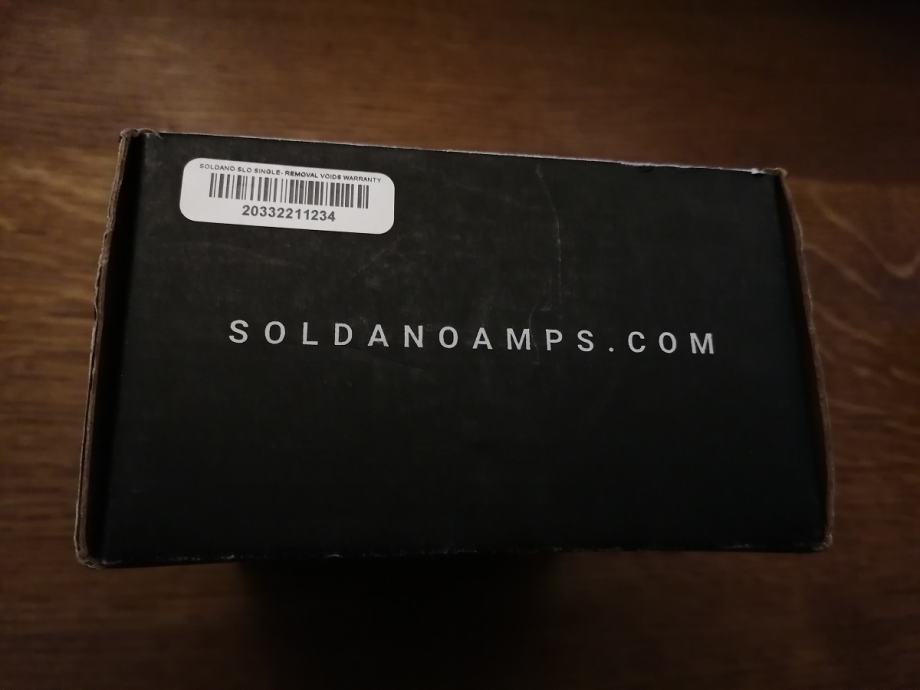 SOLDANO SLO SINGLE- REMOVAL VOIDS WARRANTY
20332211234
SOLDANOAMPS.COM